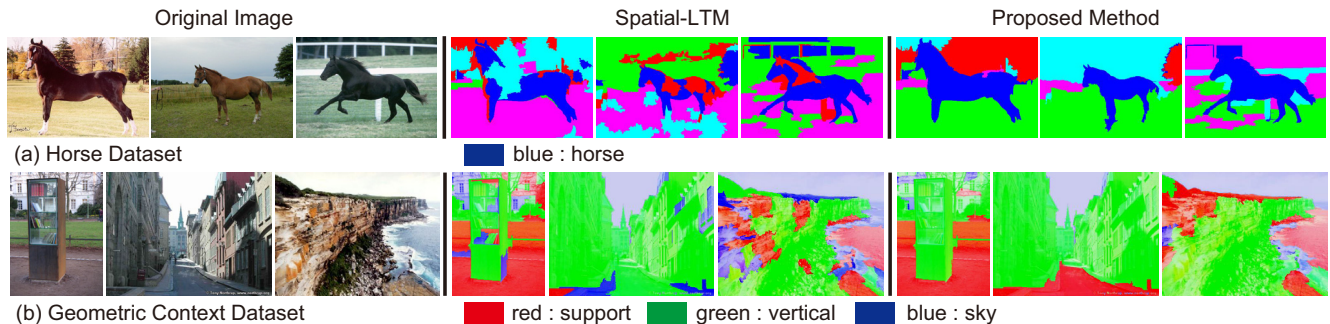 Original Image Spatial-LTM Proposed Method
(a) Horse Dataset blue : horse
(b) Geometric Context Dataset red : support green : vertical blue : sky